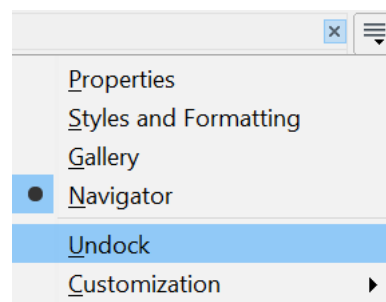 Properties
Styles and Formatting
Gallery
Navigator
Undock
Customization